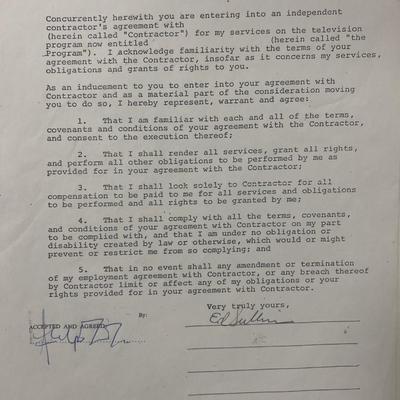 Concurrently herewith you are entering into an independent
contractor's agreement with
(herein called "Contractor") for my services on the television
program now entitled (herein called "the
Program"). I acknowledge familiarity with the terms of your
agreement with the Contractor, insofar as it concerns my services,
obligations and grants of rights to you.
As an inducement to you to enter into your agreement with
Contractor and as a material part of the consideration moving
you to do so, I hereby represent, warrant and agree:
1. That I am familiar with each and all of the terms,
covenants and conditions of your agreement with the Contractor,
and consent to the execution thereof;
2. That I shall render all services, grant all rights,
and perform all other obligations to be performed by me as
provided for in your agreement with the Contractor;
3. That I shall look solely to Contractor for all
compensation to be paid to me for all services and obligations
to be performed and all rights to be granted by me;
4. That I shall comply with all the terms, covenants,
and conditions of your agreement with Contractor on my part
to be complied with, and that I am under no obligation or
disability created by law or otherwise, which would or might
prevent or restrict me from so complying; and
5. That in no event shall any amendment or termination
of my employment agreement with Contractor, or any breach thereof
by Contractor limit or affect any of my obligations or your
rights provided for in your agreement with Contractor.
Very truly yours,
By:
Ed Sullivan
ACCEPTED AND AGREED: